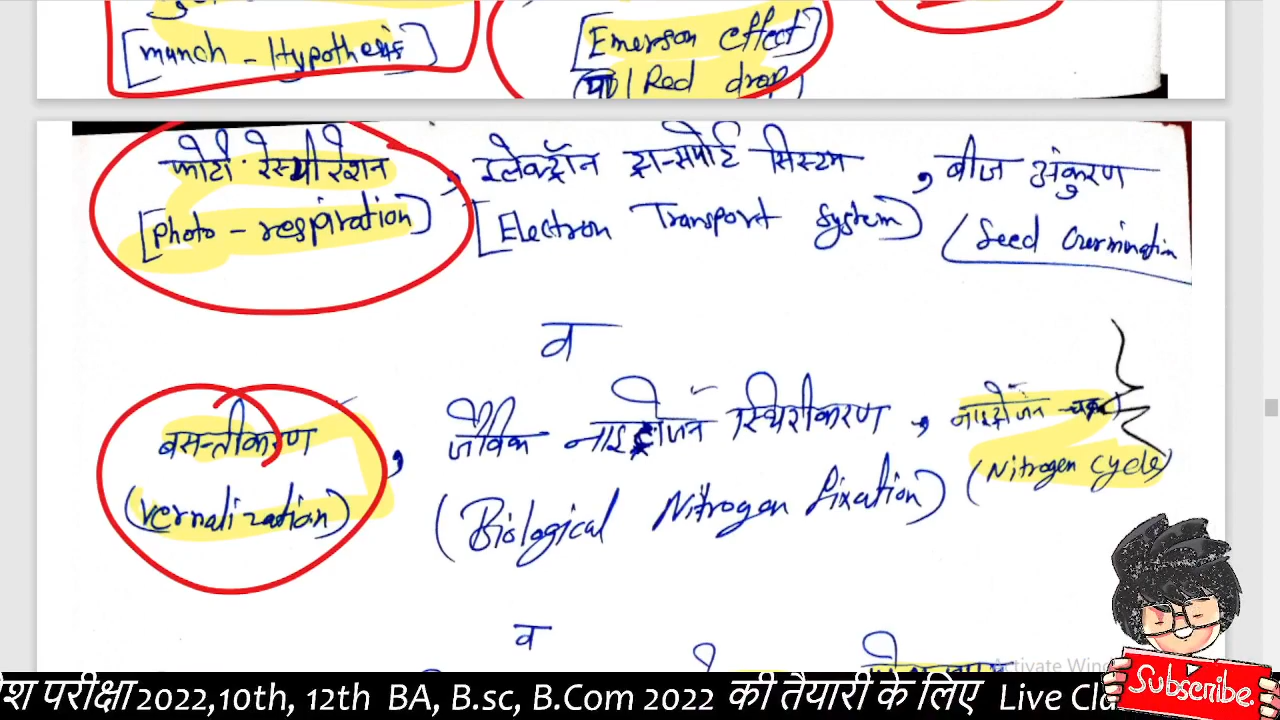 [munch - Hypothesis]
[Emerson effect]
Red drop
फोटो रेस्पीरेशन , इलेक्ट्रॉन ट्रान्सपोर्ट सिस्टम , बीज अंकुरण
[Photo - respiration] [Electron Transport System] (Seed Germination
व
बसन्तीकरण , जैविक नाइट्रोजन स्थिरीकरण , नाइट्रोजन चक्र
(vernalization) (Biological Nitrogen fixation) (Nitrogen cycle)
व
Activate Wind
परीक्षा 2022,10th, 12th BA, B.sc, B.Com 2022 की तैयारी के लिए Live Cla
Subscribe.